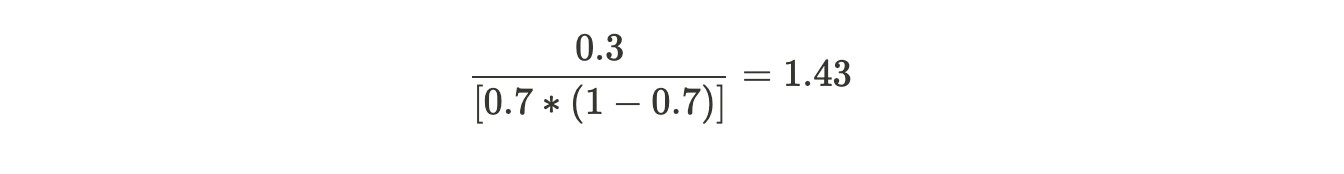 0.3
[0.7 * (1 − 0.7)] = 1.43